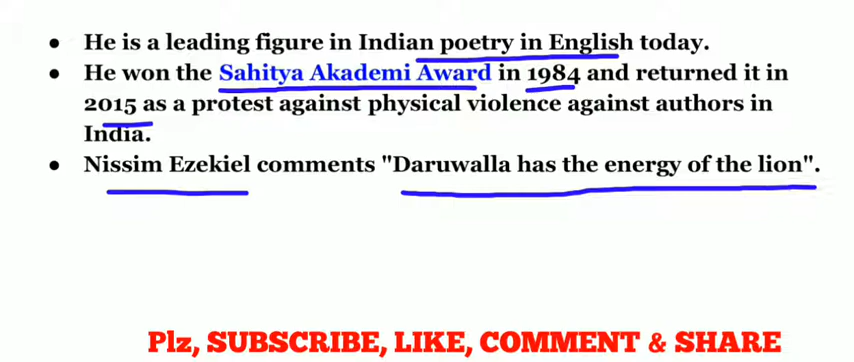 ● He is a leading figure in Indian poetry in English today.
● He won the Sahitya Akademi Award in 1984 and returned it in
2015 as a protest against physical violence against authors in
India.
● Nissim Ezekiel comments "Daruwalla has the energy of the lion".
Plz, SUBSCRIBE, LIKE, COMMENT & SHARE